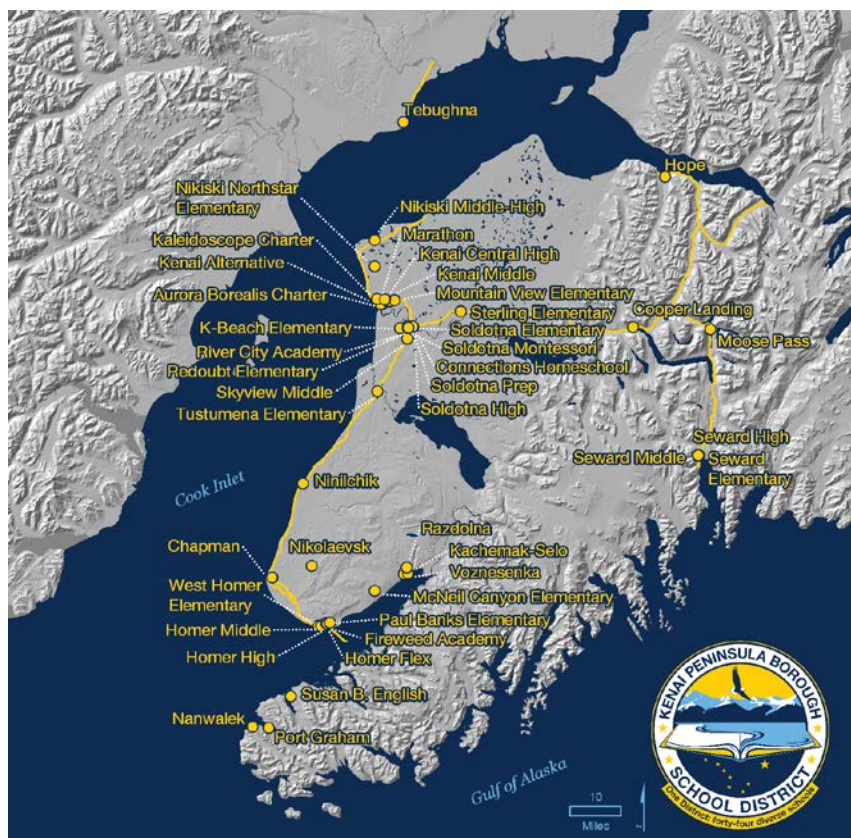 Tebughna
Hope
Nikiski Northstar
Elementary
Nikiski Middle-High
Kaleidoscope Charter
Marathon
Kenai Alternative
Kenai Central High
Kenai Middle
Aurora Borealis Charter
Mountain View Elementary
Cooper Landing
Sterling Elementary
K-Beach Elementary
Soldotna Elementary
Moose Pass
River City Academy
Soldotna Montessori
Redoubt Elementary
Connections Homeschool
Skyview Middle
Soldotna Prep
Tustumena Elementary
Soldotna High
Seward High
Seward Middle
Seward
Elementary
Cook Inlet
Ninilchik
Razdolna
Chapman
Nikolaevsk
Kachemak-Selo
Voznesenka
West Homer
Elementary
McNeil Canyon Elementary
Paul Banks Elementary
Homer Middle
Fireweed Academy
Homer High
Homer Flex
Susan B. English
Nanwalek
Port Graham
Gulf of Alaska
10
Miles
KENAI PENINSULA BOROUGH
SCHOOL DISTRICT
One District: forty-four diverse schools